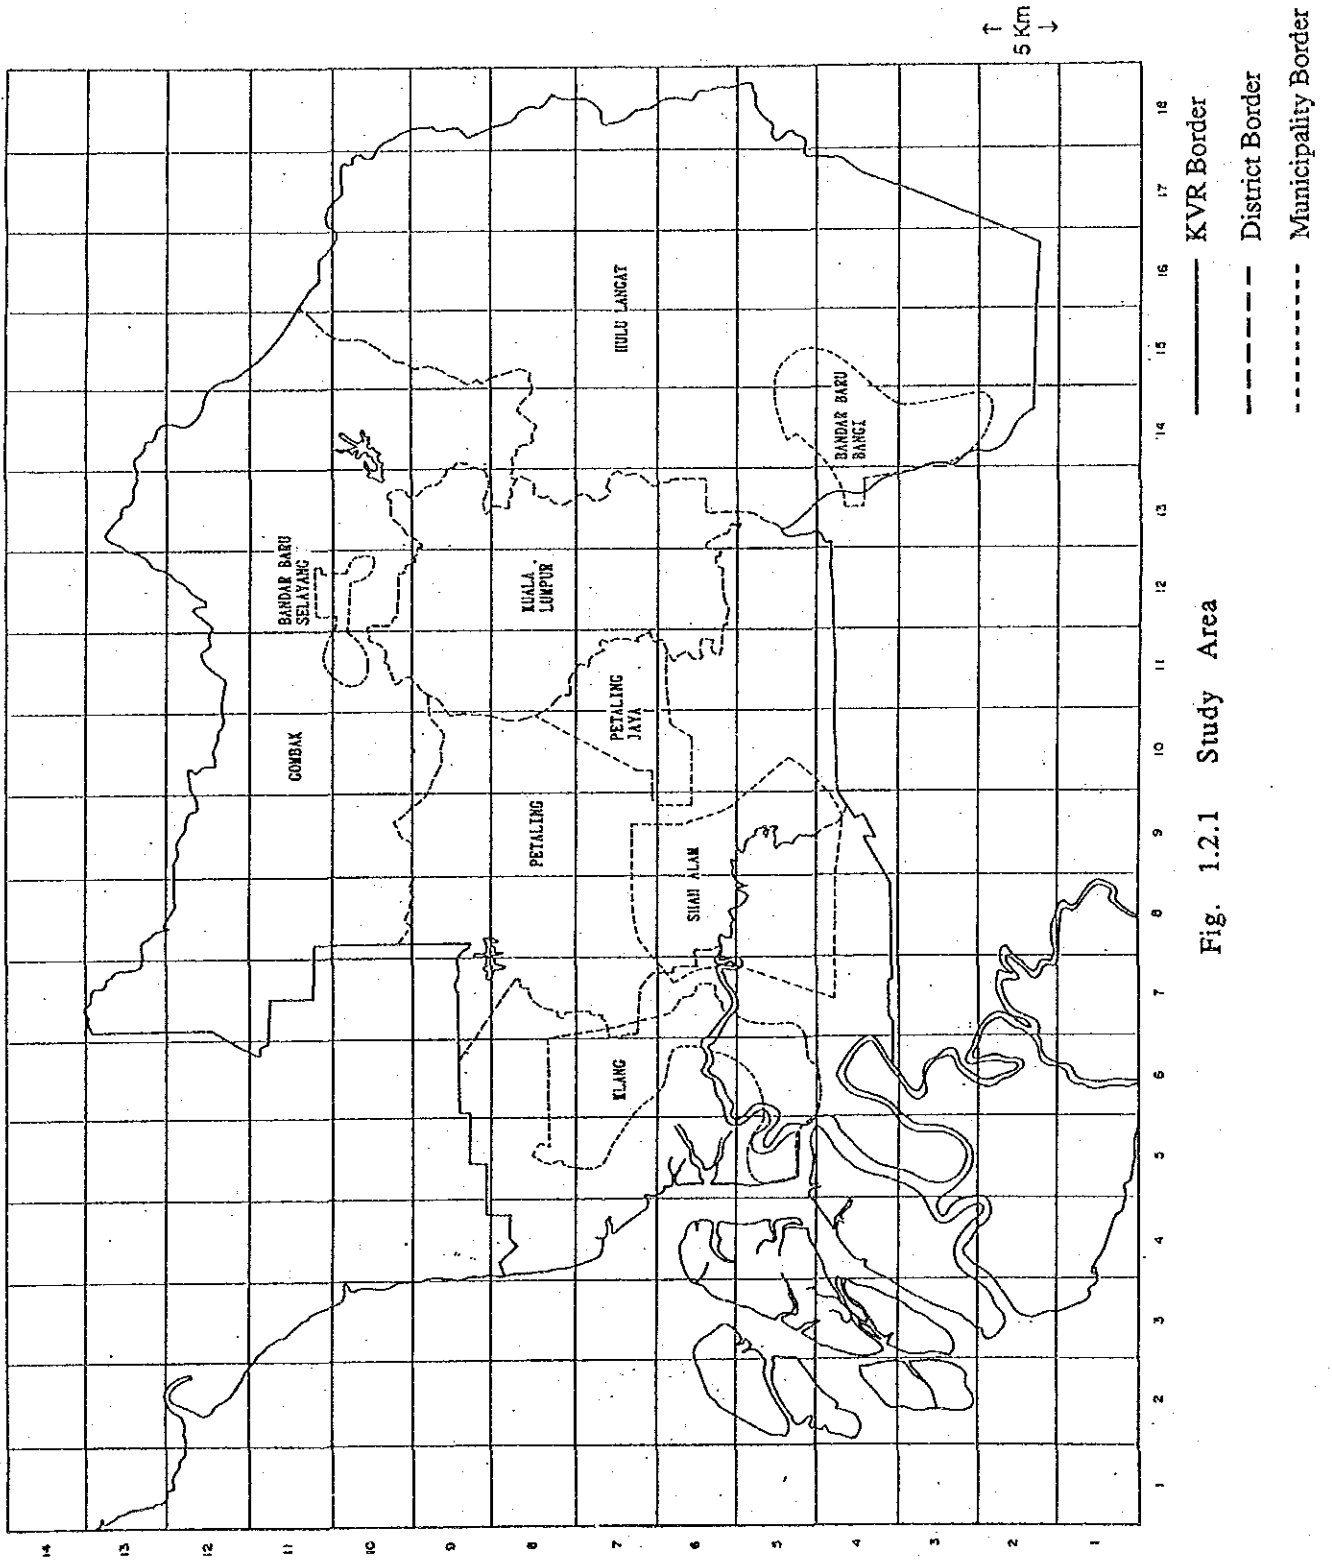 14
13
12
11
10
9
8
7
6
5
4
3
2
1
GOMBAK
BANDAR BARU
SELAYANG
PETALING
KUALA
LUMPUR
HULU LANGAT
KLANG
SHAH ALAM
PETALING
JAYA
BANDAR BARU
BANGI
1 2 3 4 5 6 7 8 9 10 11 12 13 14 15 16 17 18
↑
5 Km
↓
Fig. 1.2.1 Study Area
KVR Border
District Border
Municipality Border